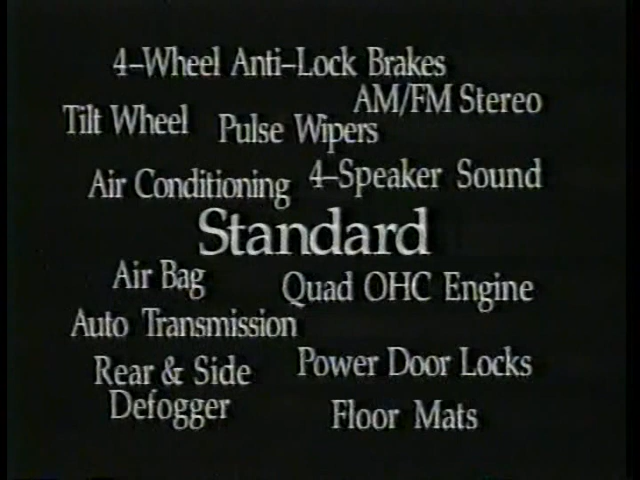 4–Wheel Anti–Lock Brakes
AM/FM Stereo
Tilt Wheel
Pulse Wipers
Air Conditioning
4–Speaker Sound
Standard
Air Bag
Quad OHC Engine
Auto Transmission
Power Door Locks
Rear & Side
Defogger
Floor Mats